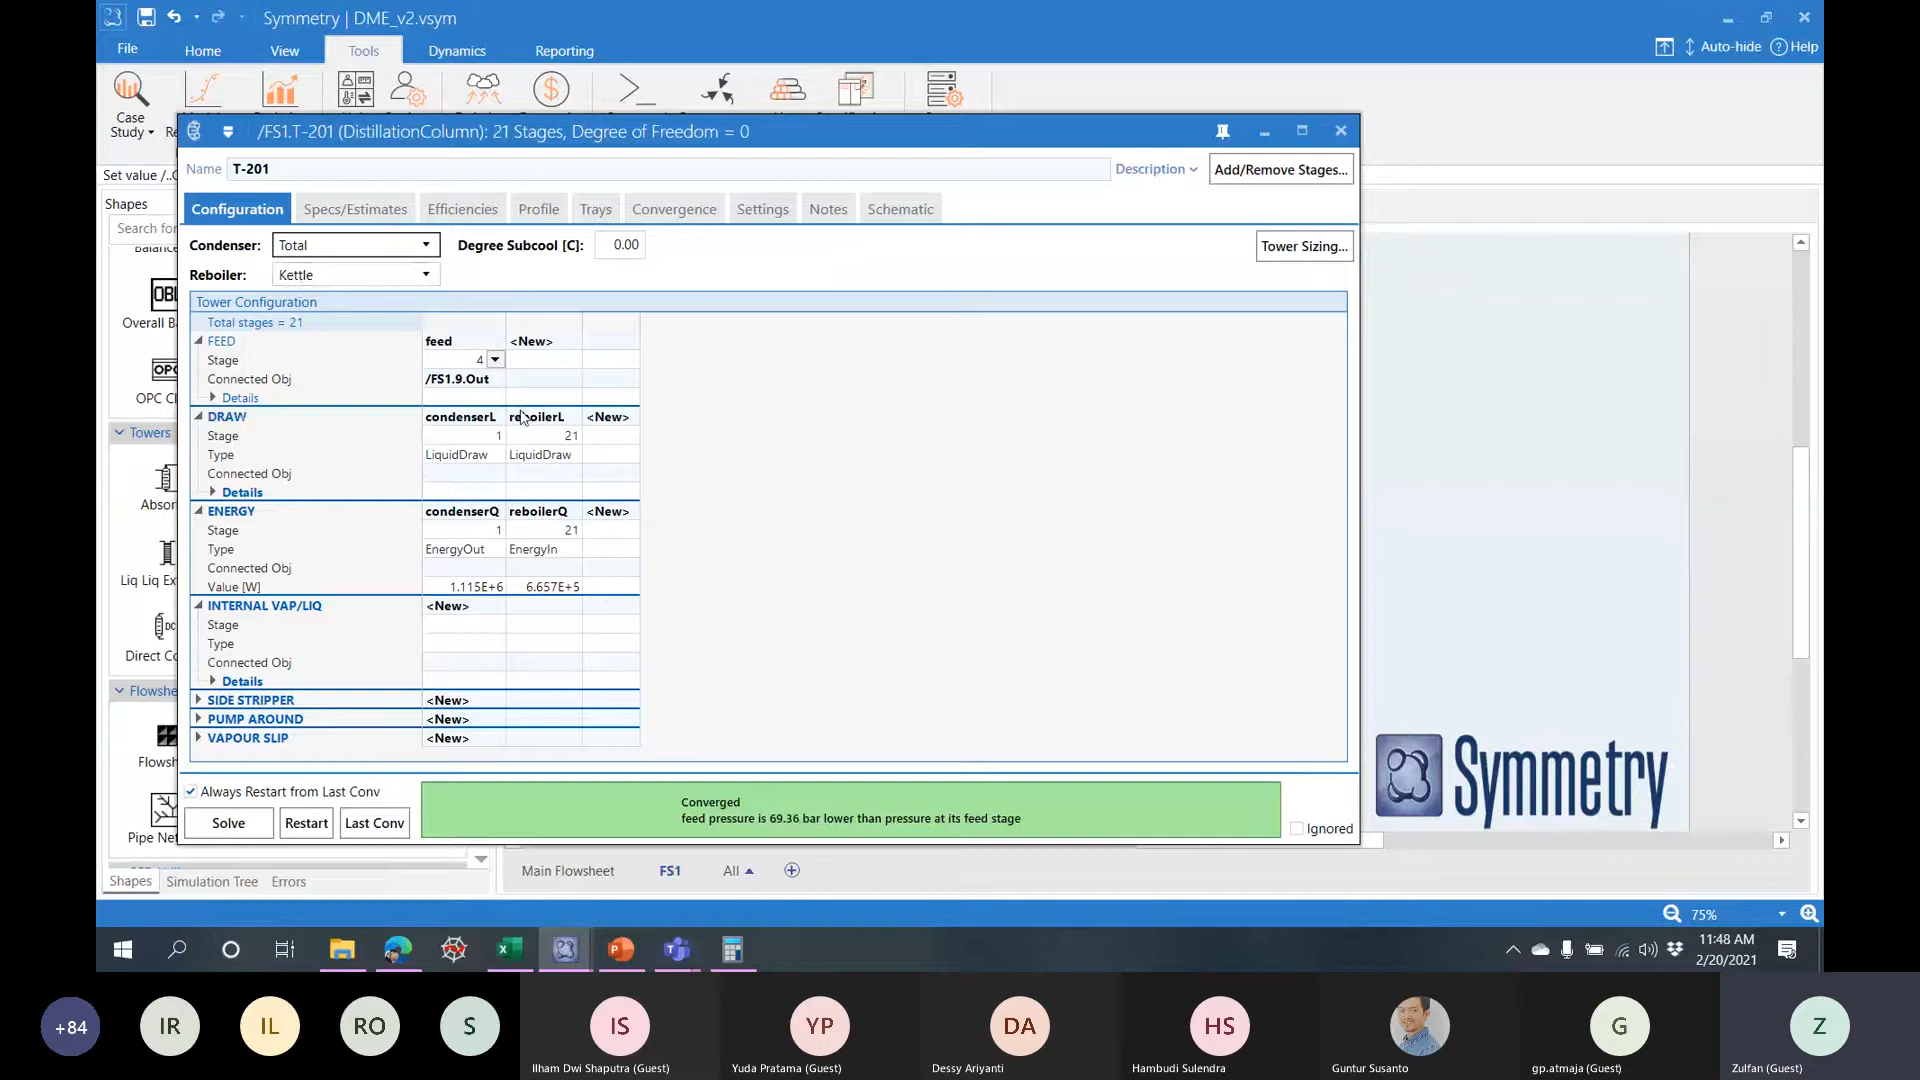 Symmetry | DME_v2.vsym
File Home View Tools Dynamics Reporting
Auto-hide Help
Case
Study
/FS1.T-201 (DistillationColumn): 21 Stages, Degree of Freedom = 0
Name T-201 Description Add/Remove Stages...
Set value /..
Shapes
Search for
Configuration Specs/Estimates Efficiencies Profile Trays Convergence Settings Notes Schematic
Condenser: Total Degree Subcool [C]: 0.00 Tower Sizing...
Reboiler: Kettle
Tower Configuration
Total stages = 21
FEED feed <New>
Stage 4
Connected Obj /FS1.9.Out
Details
DRAW condenserL reboilerL <New>
Stage 1 21
Type LiquidDraw LiquidDraw
Connected Obj
Details
ENERGY condenserQ reboilerQ <New>
Stage 1 21
Type EnergyOut EnergyIn
Connected Obj
Value [W] 1.115E+6 6.657E+5
INTERNAL VAP/LIQ <New>
Stage
Type
Connected Obj
Details
SIDE STRIPPER <New>
PUMP AROUND <New>
VAPOUR SLIP <New>
Overall B
OPC
OPC Cl
Towers
Absor
Liq Liq Ex
DC
Direct Co
Flowshe
Flowsh
Pipe Net
Always Restart from Last Conv
Solve Restart Last Conv
Converged
feed pressure is 69.36 bar lower than pressure at its feed stage
Ignored
Symmetry
Main Flowsheet FS1 All
Shapes Simulation Tree Errors
75%
11:48 AM
2/20/2021
+84 IR IL RO S IS YP DA HS G Z
Ilham Dwi Shaputra (Guest) Yuda Pratama (Guest) Dessy Ariyanti Hambudi Sulendra Guntur Susanto gp.atmaja (Guest) Zulfan (Guest)